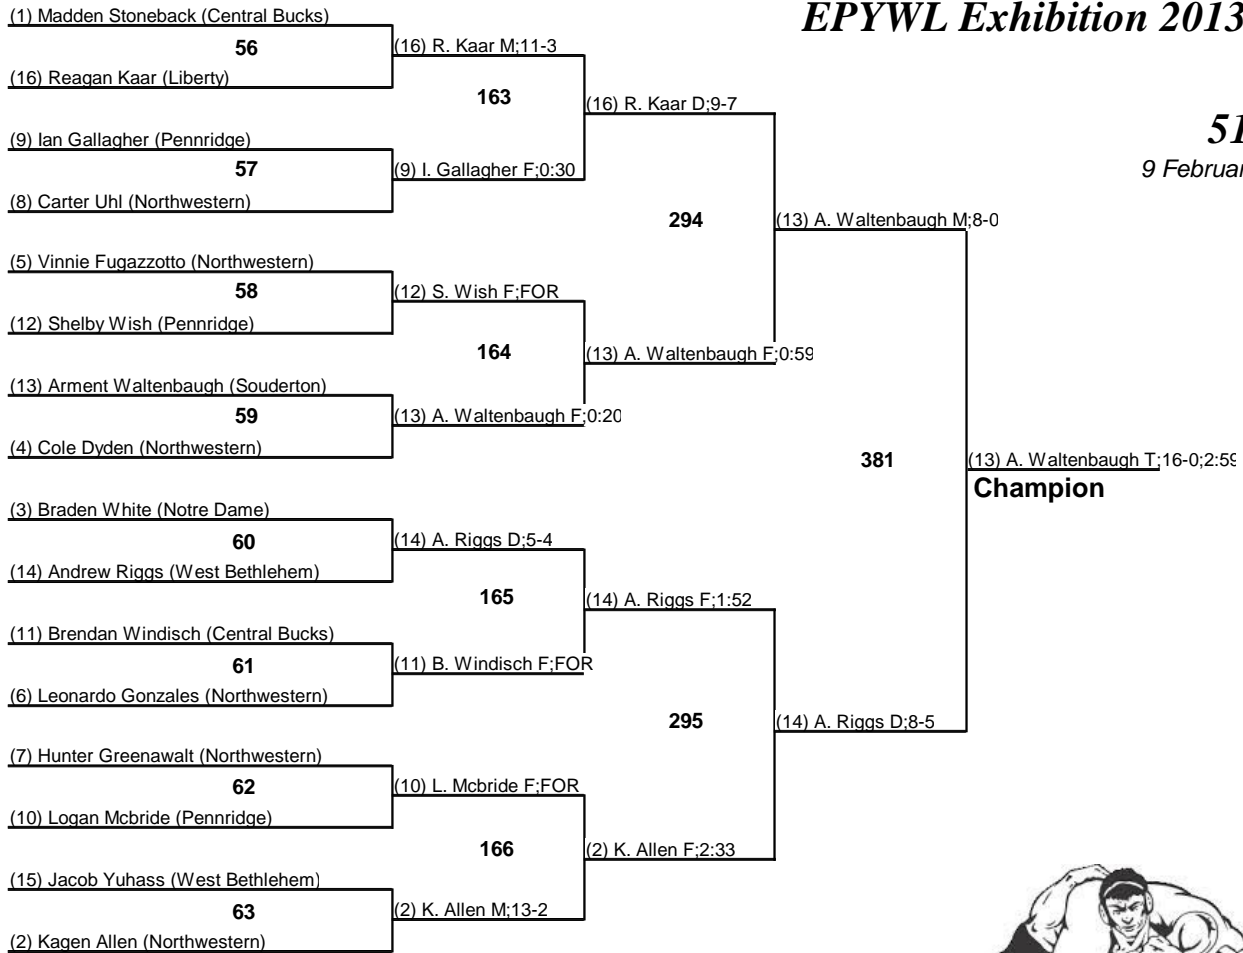 EPYWL Exhibition 2013
51
9 Februar
(1) Madden Stoneback (Central Bucks)
56
(16) Reagan Kaar (Liberty)
(16) R. Kaar M;11-3
163
(9) Ian Gallagher (Pennridge)
57
(8) Carter Uhl (Northwestern)
(9) I. Gallagher F;0:30
(16) R. Kaar D;9-7
294
(5) Vinnie Fugazzotto (Northwestern)
58
(12) Shelby Wish (Pennridge)
(12) S. Wish F;FOR
164
(13) Arment Waltenbaugh (Souderton)
59
(4) Cole Dyden (Northwestern)
(13) A. Waltenbaugh F;0:20
(13) A. Waltenbaugh F;0:59
(13) A. Waltenbaugh M;8-0
381
(13) A. Waltenbaugh T;16-0;2:59
Champion
(3) Braden White (Notre Dame)
60
(14) Andrew Riggs (West Bethlehem)
(14) A. Riggs D;5-4
165
(11) Brendan Windisch (Central Bucks)
61
(6) Leonardo Gonzales (Northwestern)
(11) B. Windisch F;FOR
(14) A. Riggs F;1:52
295
(14) A. Riggs D;8-5
(7) Hunter Greenawalt (Northwestern)
62
(10) Logan Mcbride (Pennridge)
(10) L. Mcbride F;FOR
166
(15) Jacob Yuhass (West Bethlehem)
63
(2) Kagen Allen (Northwestern)
(2) K. Allen M;13-2
(2) K. Allen F;2:33